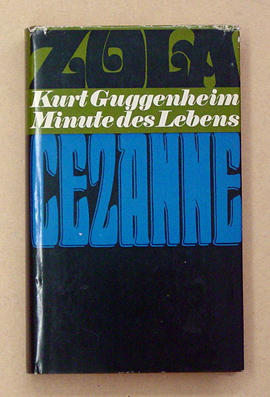 ZOLA
Kurt Guggenheim
Minute des Lebens
CEZANNE